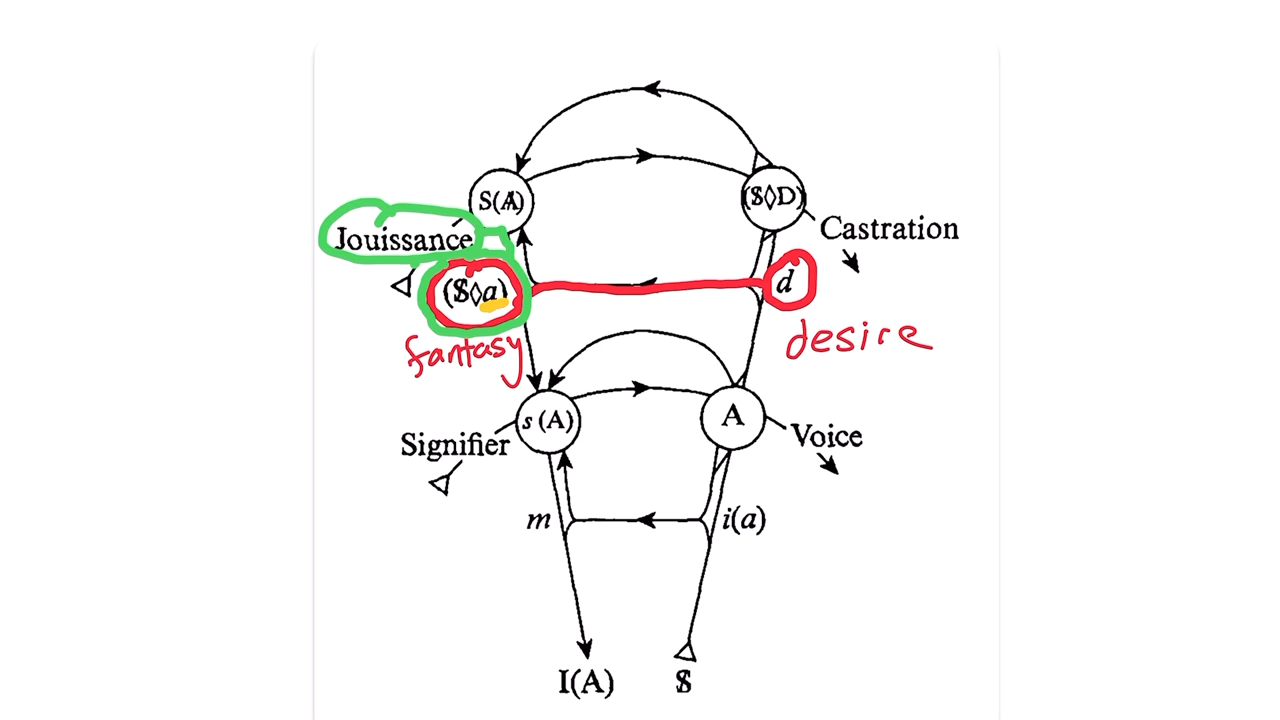 S(Ⱥ)
($◊D)
Jouissance
Castration
($◊a)
d
fantasy
desire
s (A)
A
Signifier
Voice
m
i(a)
I(A)
$